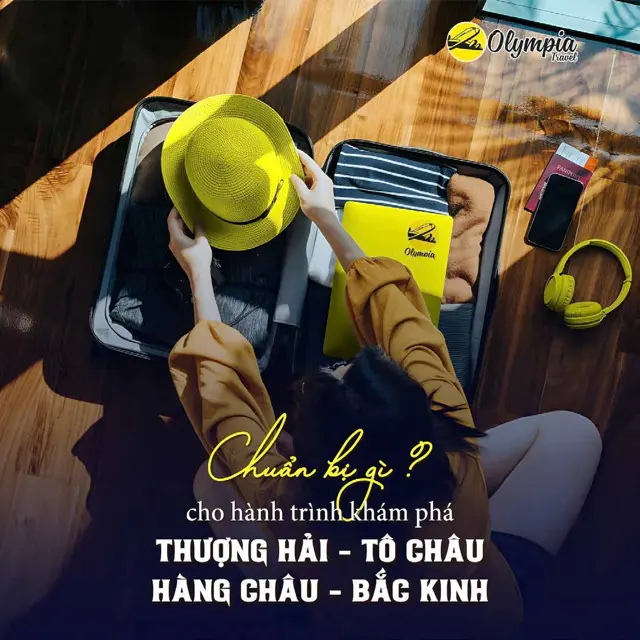 Olympia
Travel
PASSPORT
Olympia
Chuẩn bị gì ?
cho hành trình khám phá
THƯỢNG HẢI - TÔ CHÂU
HÀNG CHÂU - BẮC KINH